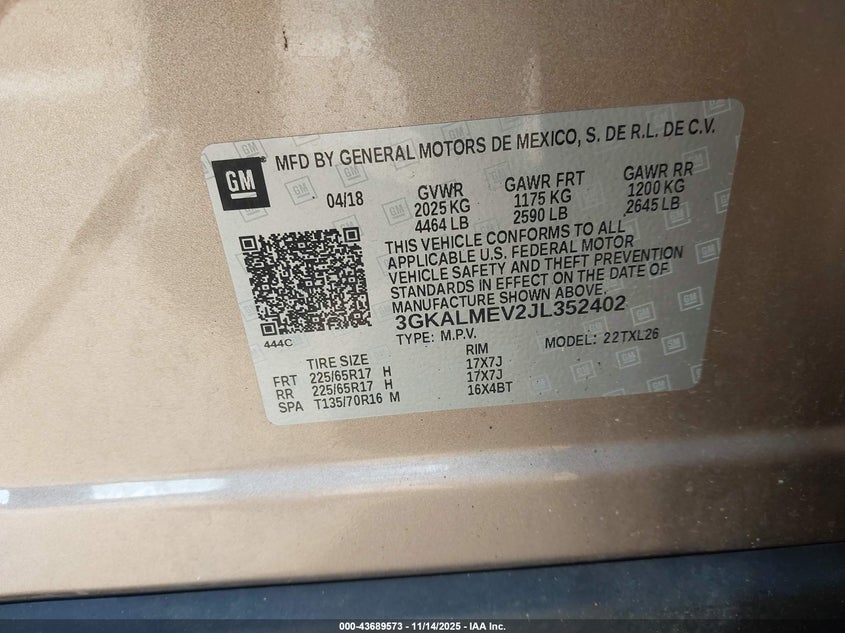 GM
MFD BY GENERAL MOTORS DE MEXICO, S. DE R.L. DE C.V.
04/18 GVWR GAWR FRT GAWR RR
2025 KG 1175 KG 1200 KG
4464 LB 2590 LB 2645 LB
THIS VEHICLE CONFORMS TO ALL
APPLICABLE U.S. FEDERAL MOTOR
VEHICLE SAFETY AND THEFT PREVENTION
STANDARDS IN EFFECT ON THE DATE OF
MANUFACTURE SHOWN ABOVE.
3GKALMEV2JL352402
444C TYPE: M.P.V. MODEL: 22TXL26
TIRE SIZE RIM
FRT 225/65R17 H 17X7J
RR 225/65R17 H 17X7J
SPA T135/70R16 M 16X4BT
000-43689573 - 11/14/2025 - IAA Inc.